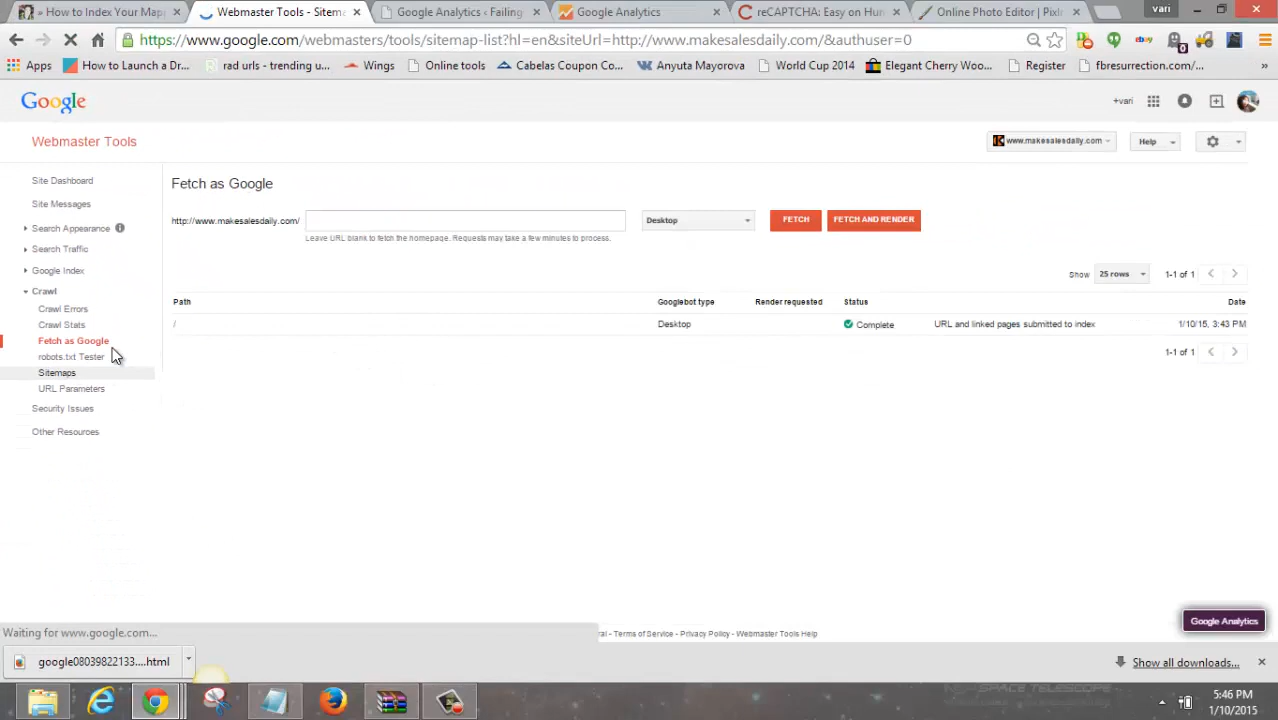 » How to Index Your Map
Webmaster Tools - Sitem
Google Analytics ‹ Failing
Google Analytics
reCAPTCHA: Easy on Hum
Online Photo Editor | Pixlr
vari
https://www.google.com/webmasters/tools/sitemap-list?hl=en&siteUrl=http://www.makesalesdaily.com/&authuser=0
Apps
How to Launch a Dr...
rad urls - trending u...
Wings
Online tools
Cabelas Coupon Co...
Anyuta Mayorova
World Cup 2014
Elegant Cherry Woo...
Register
fbresurrection.com/...
»
Google
+vari
Webmaster Tools
www.makesalesdaily.com
Help
Site Dashboard
Site Messages
Search Appearance
Search Traffic
Google Index
Crawl
Crawl Errors
Crawl Stats
Fetch as Google
robots.txt Tester
Sitemaps
URL Parameters
Security Issues
Other Resources
Fetch as Google
http://www.makesalesdaily.com/
Desktop
FETCH
FETCH AND RENDER
Leave URL blank to fetch the homepage. Requests may take a few minutes to process.
Show 25 rows 1-1 of 1
Path Googlebot type Render requested Status Date
/ Desktop Complete URL and linked pages submitted to index 1/10/15, 3:43 PM
1-1 of 1
Google Analytics
Waiting for www.google.com...
- Terms of Service - Privacy Policy - Webmaster Tools Help
google08039822133....html
Show all downloads...
SPACE TELESCOPE
5:46 PM
1/10/2015